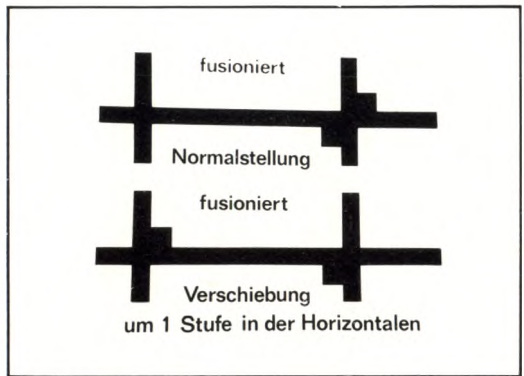 fusioniert
Normalstellung
fusioniert
Verschiebung
um 1 Stufe in der Horizontalen